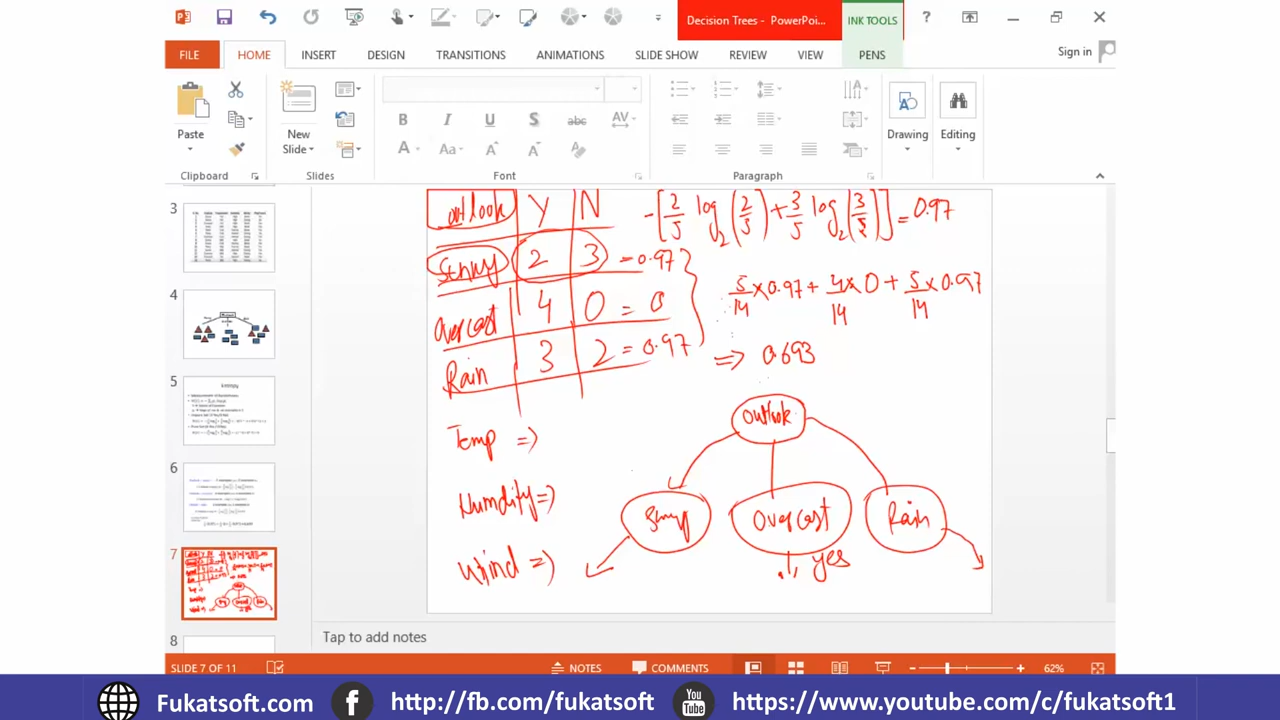 Decision Trees - PowerPoi...
INK TOOLS
FILE
HOME
INSERT
DESIGN
TRANSITIONS
ANIMATIONS
SLIDE SHOW
REVIEW
VIEW
PENS
Sign in
Paste
New Slide
Drawing
Editing
Clipboard
Slides
Font
Paragraph
outlook Y N
Sunny 2 3 = 0.97
Overcast 4 0 = 0
Rain 3 2 = 0.97
-[2/5 log₂(2/5) + 3/5 log₂(3/5)] = 0.97
5/14 × 0.97 + 4/14 × 0 + 5/14 × 0.97
=> 0.693
Temp =>
Humdity =>
Wind =>
Outlook
Sunny
Overcast
Rain
yes
3
4
5
6
7
8
Entropy
Tap to add notes
SLIDE 7 OF 11
NOTES
COMMENTS
62%
Fukatsoft.com
http://fb.com/fukatsoft
https://www.youtube.com/c/fukatsoft1